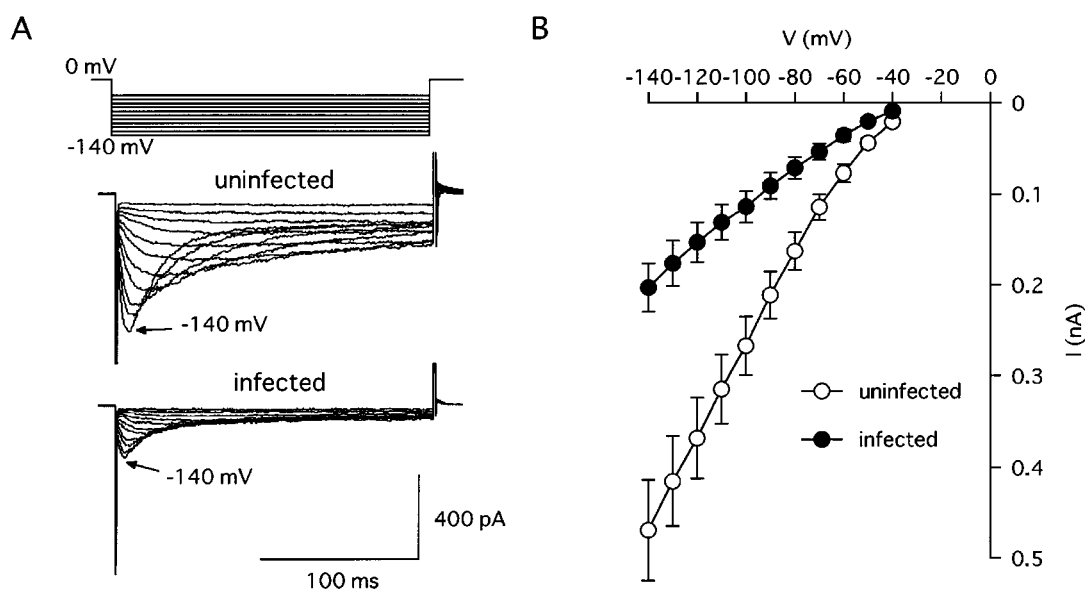 A
0 mV
-140 mV
uninfected
-140 mV
infected
-140 mV
400 pA
100 ms
B
V (mV)
-140 -120 -100 -80 -60 -40 -20 0
0
0.1
0.2
0.3
0.4
0.5
I (nA)
uninfected
infected